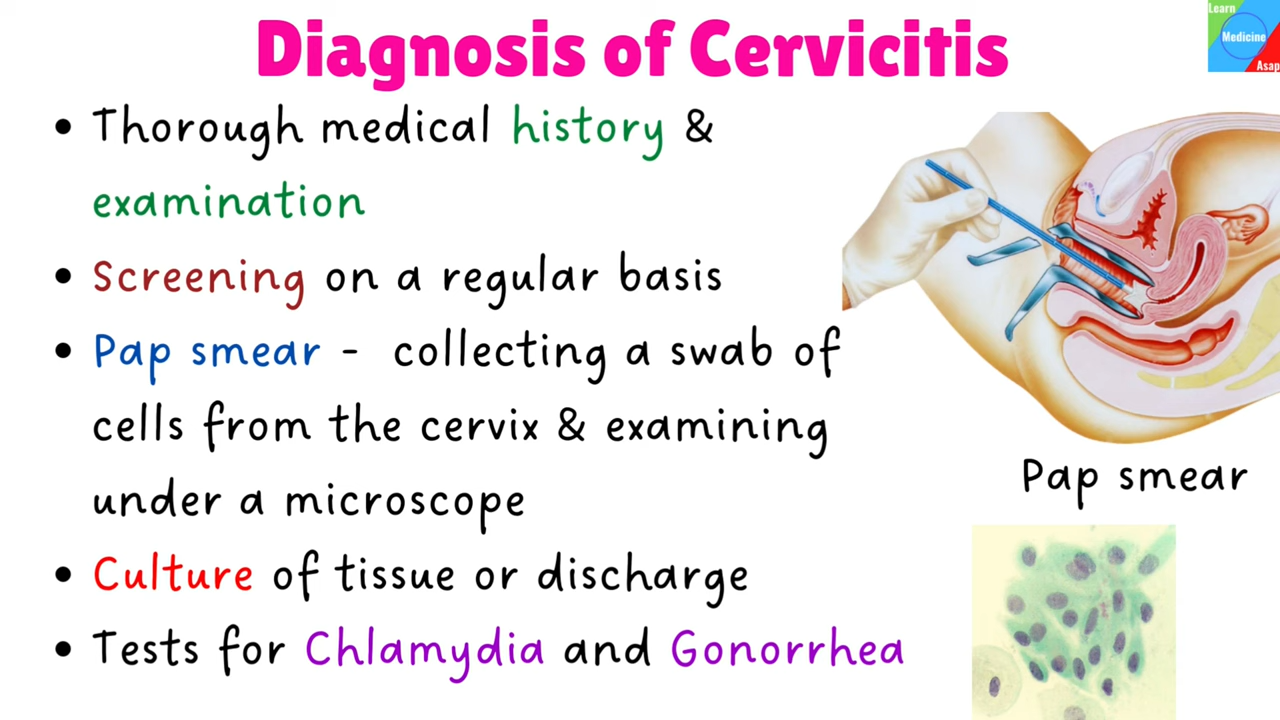 Diagnosis of Cervicitis
Learn
Medicine
Asap
• Thorough medical history &
examination
• Screening on a regular basis
• Pap smear - collecting a swab of
cells from the cervix & examining
under a microscope
• Culture of tissue or discharge
• Tests for Chlamydia and Gonorrhea
Pap smear